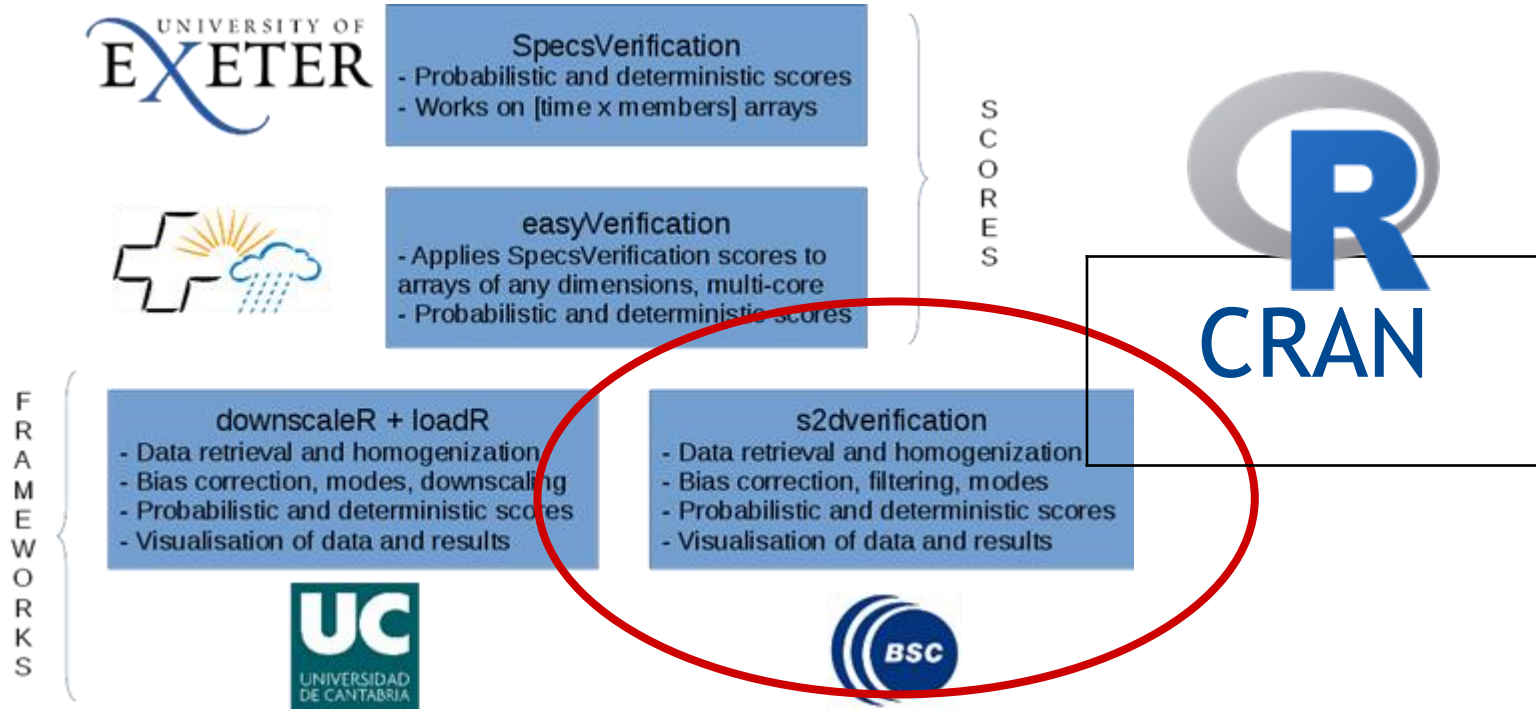 UNIVERSITY OF
EXETER
SpecsVerification
- Probabilistic and deterministic scores
- Works on [time x members] arrays
easyVerification
- Applies SpecsVerification scores to
arrays of any dimensions, multi-core
- Probabilistic and deterministic scores
SCORES
R
CRAN
FRAMEWORKS
downscaleR + loadR
- Data retrieval and homogenization
- Bias correction, modes, downscaling
- Probabilistic and deterministic scores
- Visualisation of data and results
s2dverification
- Data retrieval and homogenization
- Bias correction, filtering, modes
- Probabilistic and deterministic scores
- Visualisation of data and results
UC
UNIVERSIDAD
DE CANTABRIA
BSC